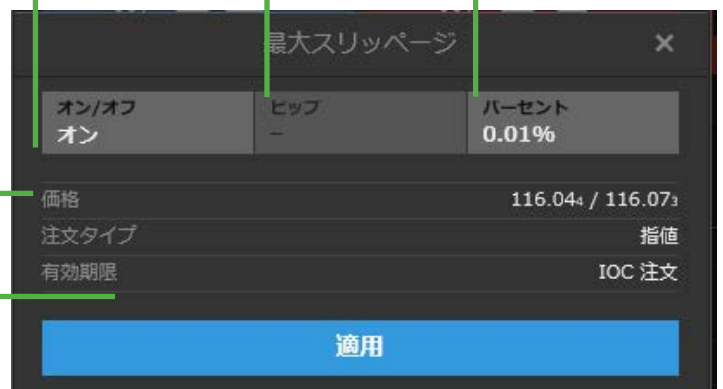 最大スリッページ ×
オン/オフ ピップ パーセント
オン – 0.01%
価格 116.044 / 116.073
注文タイプ 指値
有効期限 IOC 注文
適用